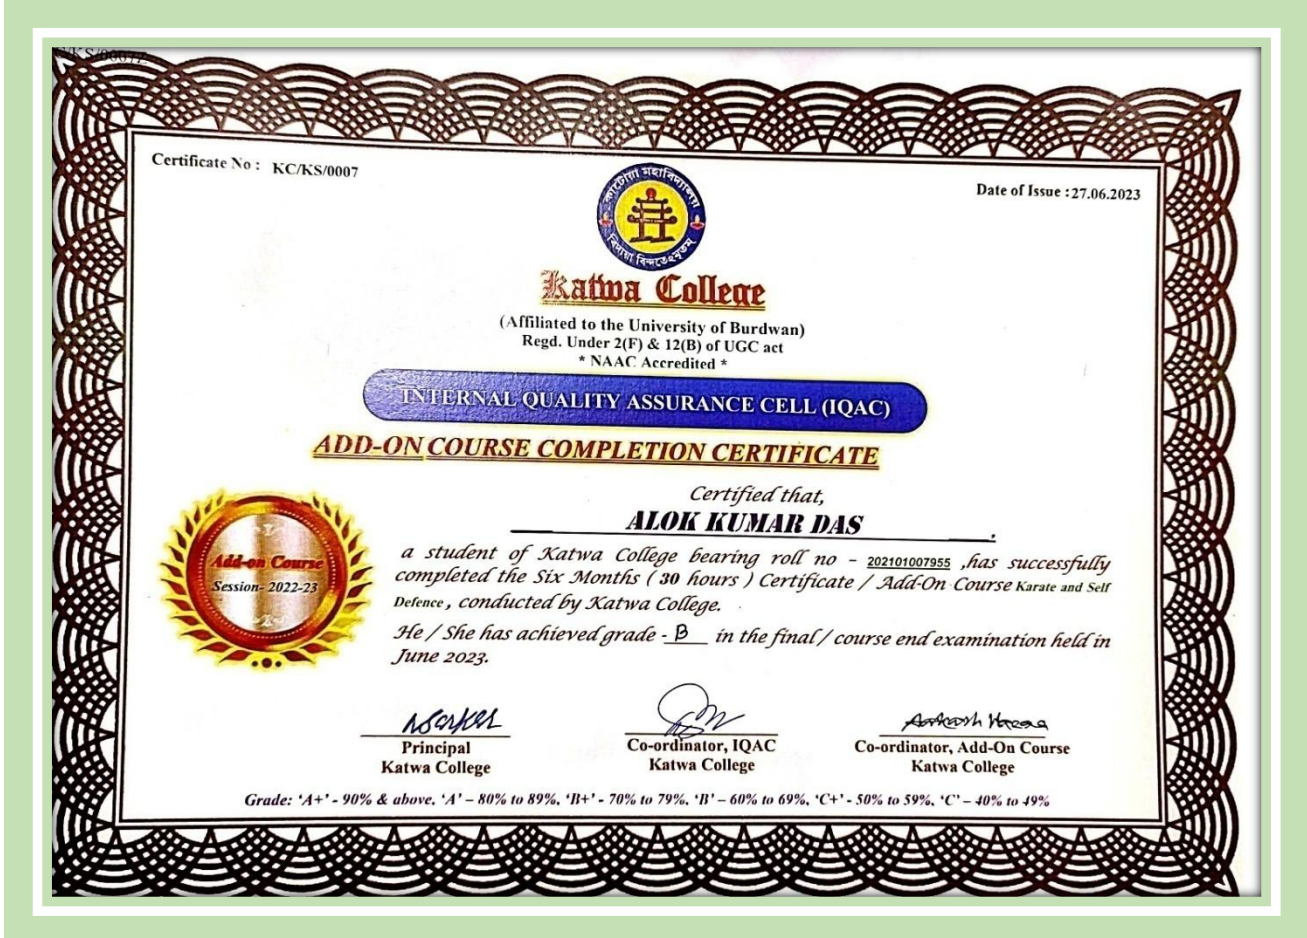 Certificate No : KC/KS/0007
Date of Issue : 27.06.2023
কাটোয়া মহাবিদ্যালয়
বিদ্যয়া বিন্দতেঽমৃতম্
Katwa College
(Affiliated to the University of Burdwan)
Regd. Under 2(F) & 12(B) of UGC act
* NAAC Accredited *
INTERNAL QUALITY ASSURANCE CELL (IQAC)
ADD-ON COURSE COMPLETION CERTIFICATE
Certified that,
ALOK KUMAR DAS .
a student of Katwa College bearing roll no - 202101007955 ,has successfully
completed the Six Months ( 30 hours ) Certificate / Add-On Course Karate and Self
Defence , conducted by Katwa College.
He / She has achieved grade - B in the final / course end examination held in
June 2023.
Add-on Course
Session- 2022-23
Principal
Katwa College
Co-ordinator, IQAC
Katwa College
Co-ordinator, Add-On Course
Katwa College
Grade: 'A+' - 90% & above, 'A' – 80% to 89%, 'B+' - 70% to 79%, 'B' – 60% to 69%, 'C+' - 50% to 59%, 'C' – 40% to 49%